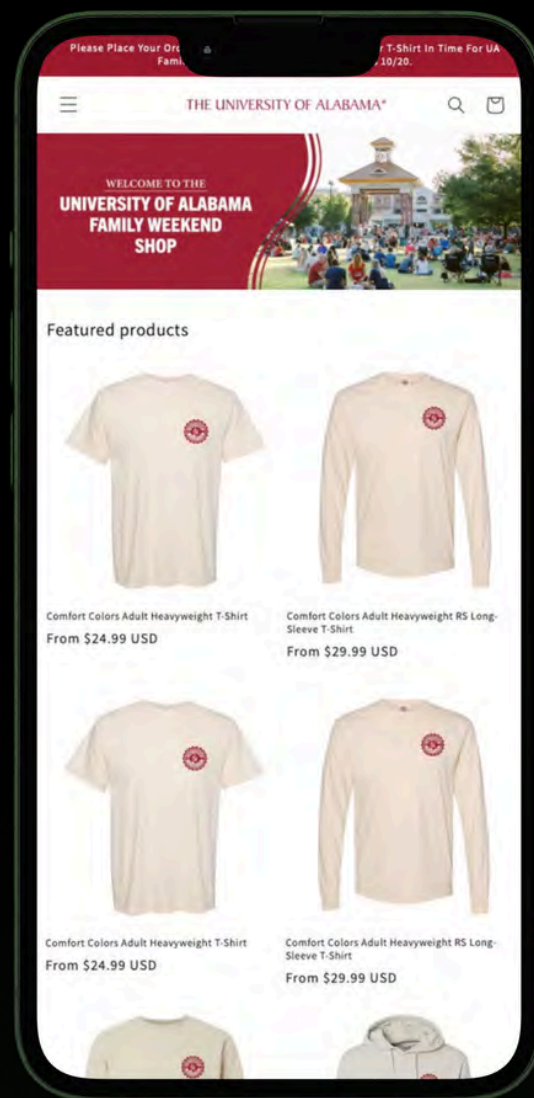 Please Place Your T-Shirt In Time For UA
10/20.
THE UNIVERSITY OF ALABAMA®
WELCOME TO THE
UNIVERSITY OF ALABAMA
FAMILY WEEKEND
SHOP
Featured products
Comfort Colors Adult Heavyweight T-Shirt
From $24.99 USD
Comfort Colors Adult Heavyweight RS Long-
Sleeve T-Shirt
From $29.99 USD
Comfort Colors Adult Heavyweight T-Shirt
From $24.99 USD
Comfort Colors Adult Heavyweight RS Long-
Sleeve T-Shirt
From $29.99 USD